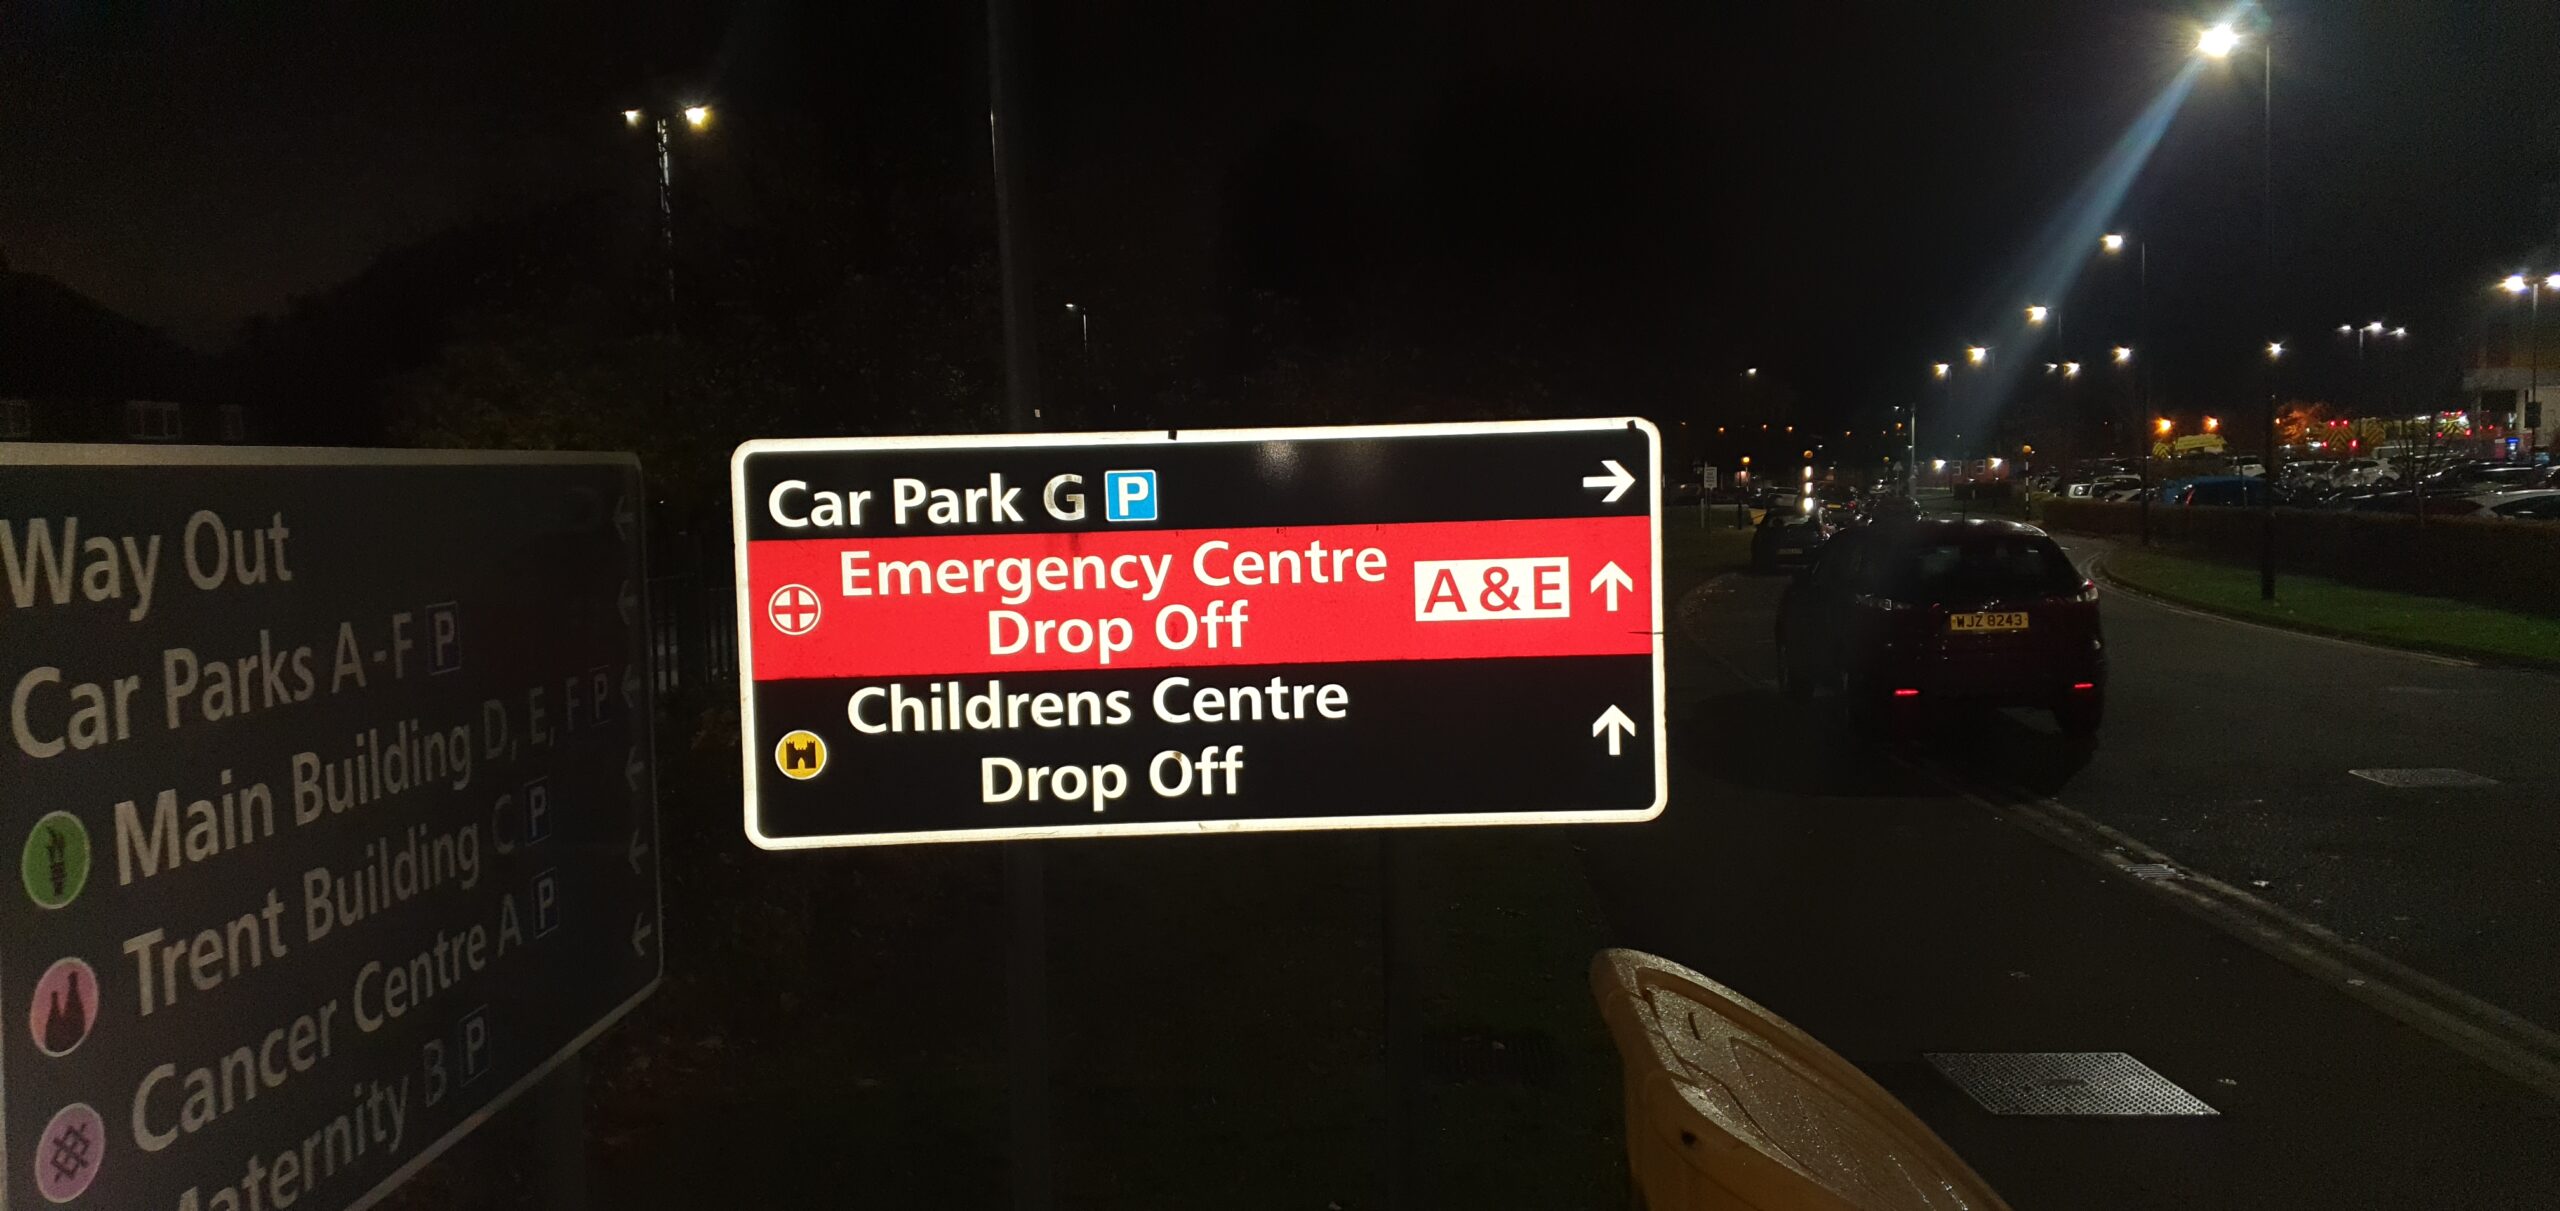 Way Out
Car Parks A-F P
Main Building D, E, F P
Trent Building C P
Cancer Centre A P
Maternity B P
Car Park G P
Emergency Centre
Drop Off
A & E
Childrens Centre
Drop Off
WJZ 8243